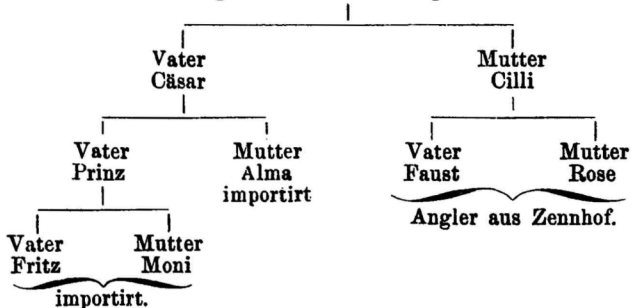 Vater Mutter
Cäsar Cilli
Vater Mutter Vater Mutter
Prinz Alma Faust Rose
importirt
Angler aus Zennhof.
Vater Mutter
Fritz Moni
importirt.